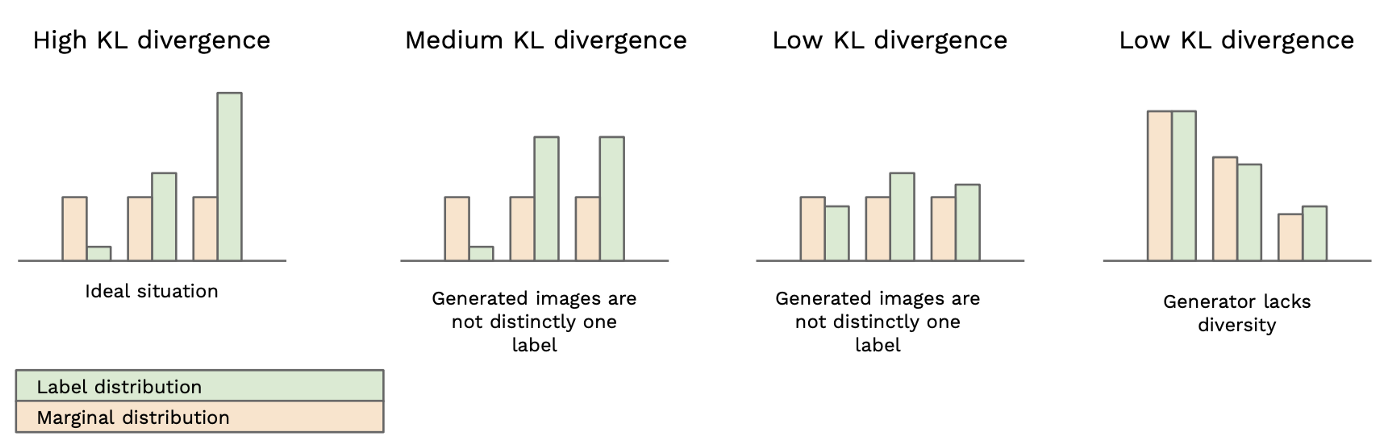 High KL divergence
Medium KL divergence
Low KL divergence
Low KL divergence
Ideal situation
Generated images are
not distinctly one
label
Generated images are
not distinctly one
label
Generator lacks
diversity
Label distribution
Marginal distribution